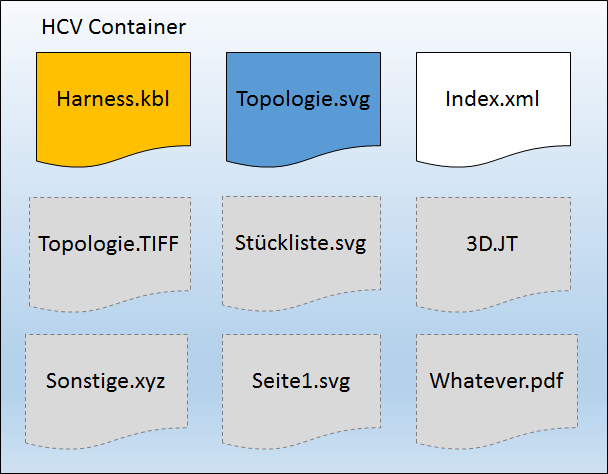 HCV Container
Harness.kbl
Topologie.svg
Index.xml
Topologie.TIFF
Stückliste.svg
3D.JT
Sonstige.xyz
Seite1.svg
Whatever.pdf